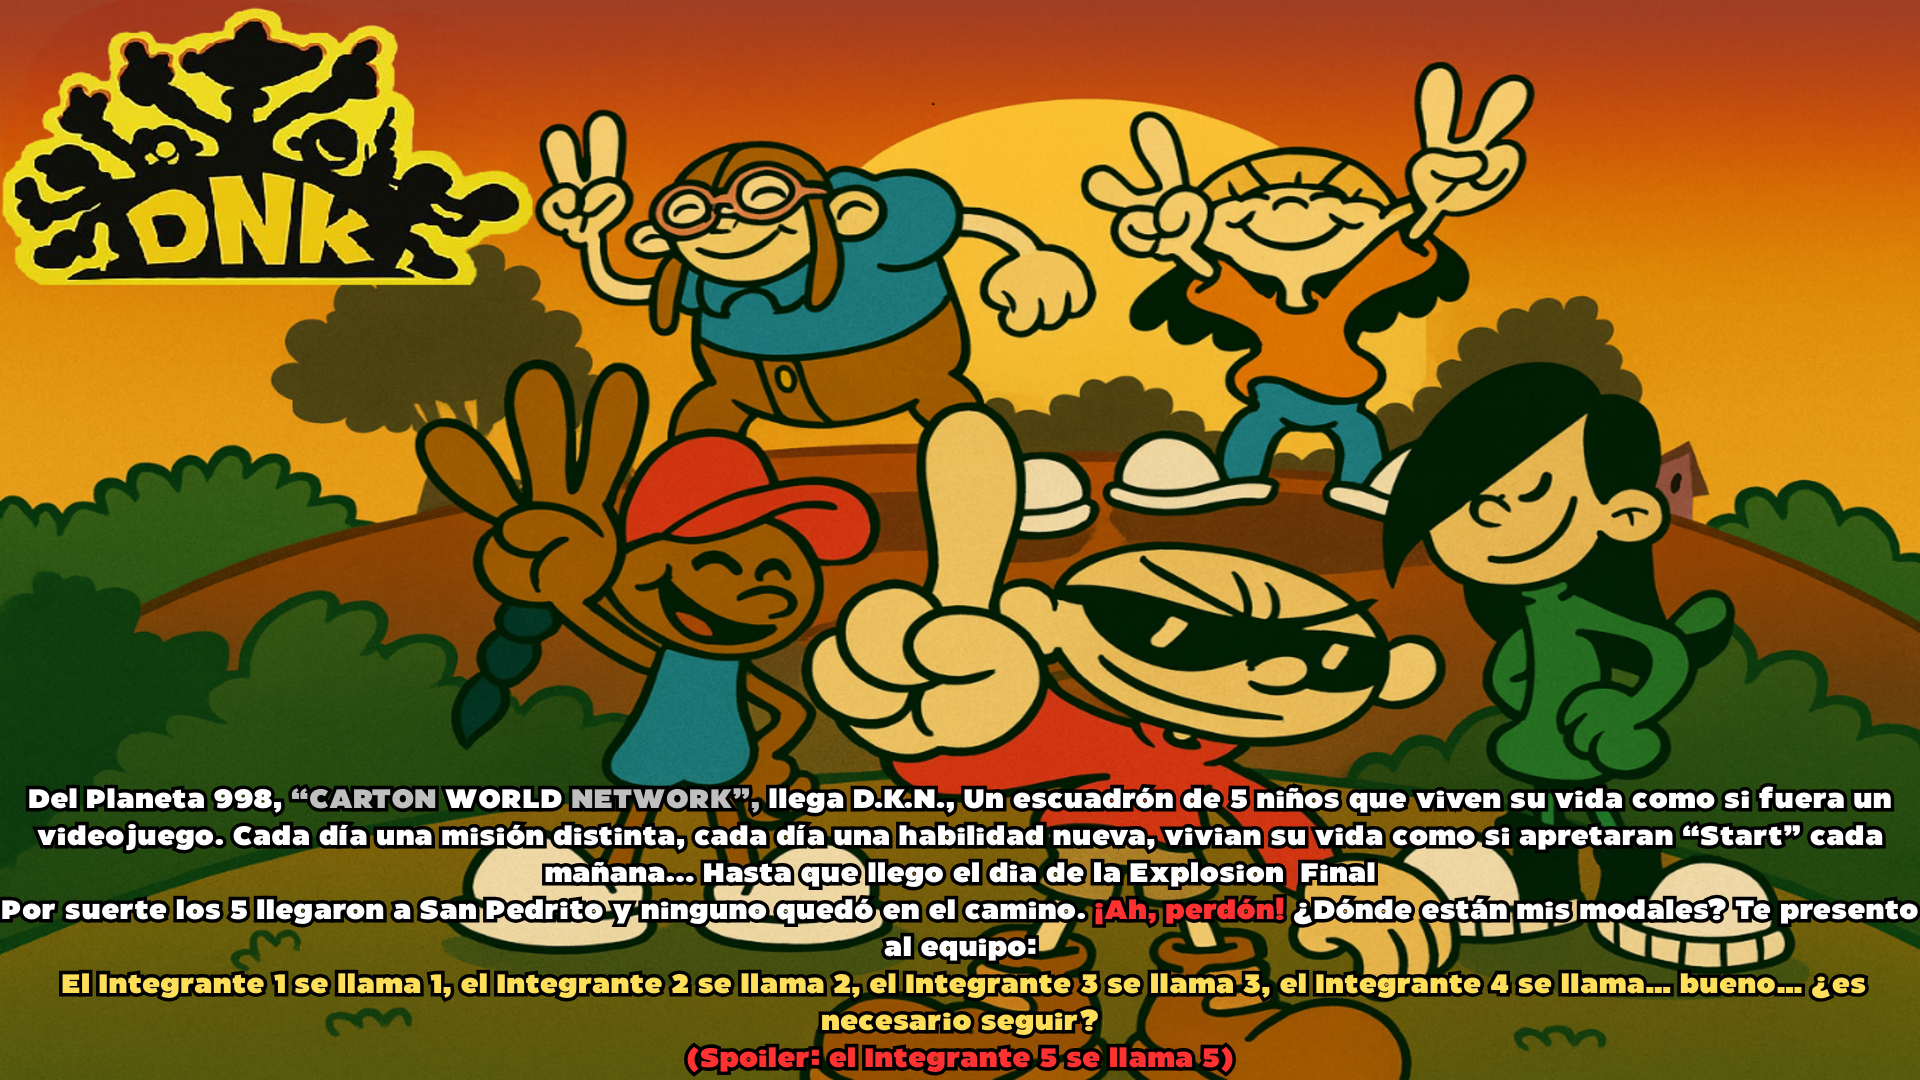 DNK
Del Planeta 998, “CARTON WORLD NETWORK”, llega D.K.N., Un escuadrón de 5 niños que viven su vida como si fuera un
videojuego. Cada día una misión distinta, cada día una habilidad nueva, vivian su vida como si apretaran “Start” cada
mañana... Hasta que llego el dia de la Explosion Final
Por suerte los 5 llegaron a San Pedrito y ninguno quedó en el camino. ¡Ah, perdón! ¿Dónde están mis modales? Te presento
al equipo:
El Integrante 1 se llama 1, el Integrante 2 se llama 2, el Integrante 3 se llama 3, el Integrante 4 se llama... bueno... ¿es
necesario seguir?
(Spoiler: el Integrante 5 se llama 5)